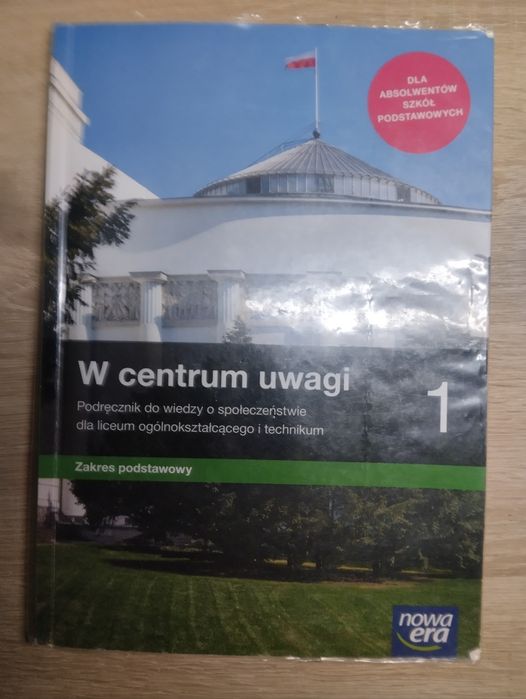 DLA
ABSOLWENTÓW
SZKÓŁ
PODSTAWOWYCH
W centrum uwagi
1
Podręcznik do wiedzy o społeczeństwie
dla liceum ogólnokształcącego i technikum
Zakres podstawowy
nowa
era